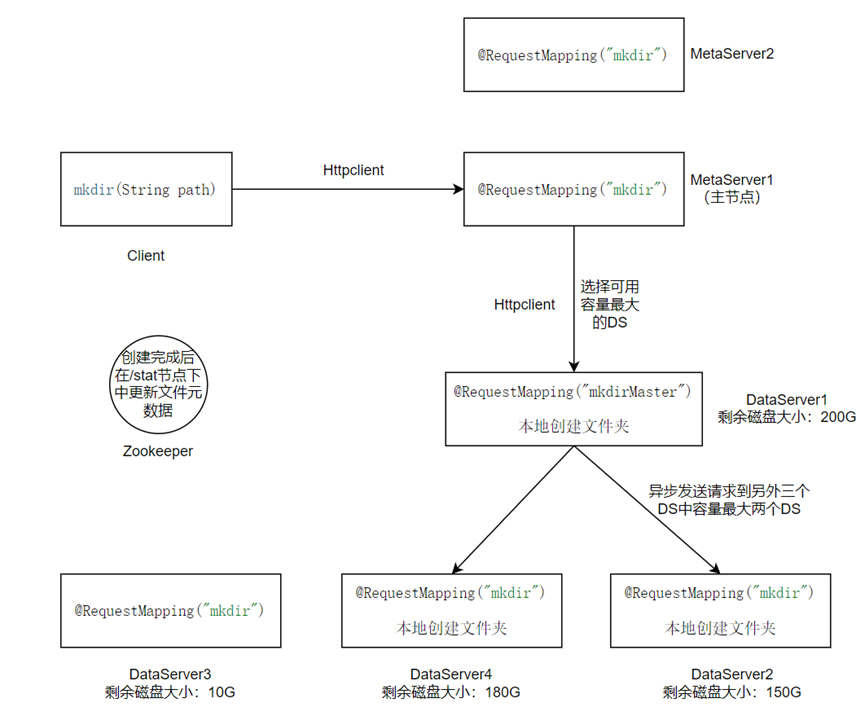 @RequestMapping("mkdir")
MetaServer2
mkdir(String path)
Client
Httpclient
@RequestMapping("mkdir")
MetaServer1
（主节点）
Httpclient
选择可用
容量最大
的DS
创建完成后
在/stat节点下
中更新文件元
数据
Zookeeper
@RequestMapping("mkdirMaster")
本地创建文件夹
DataServer1
剩余磁盘大小：200G
异步发送请求到另外三个
DS中容量最大两个DS
@RequestMapping("mkdir")
DataServer3
剩余磁盘大小：10G
@RequestMapping("mkdir")
本地创建文件夹
DataServer4
剩余磁盘大小：180G
@RequestMapping("mkdir")
本地创建文件夹
DataServer2
剩余磁盘大小：150G